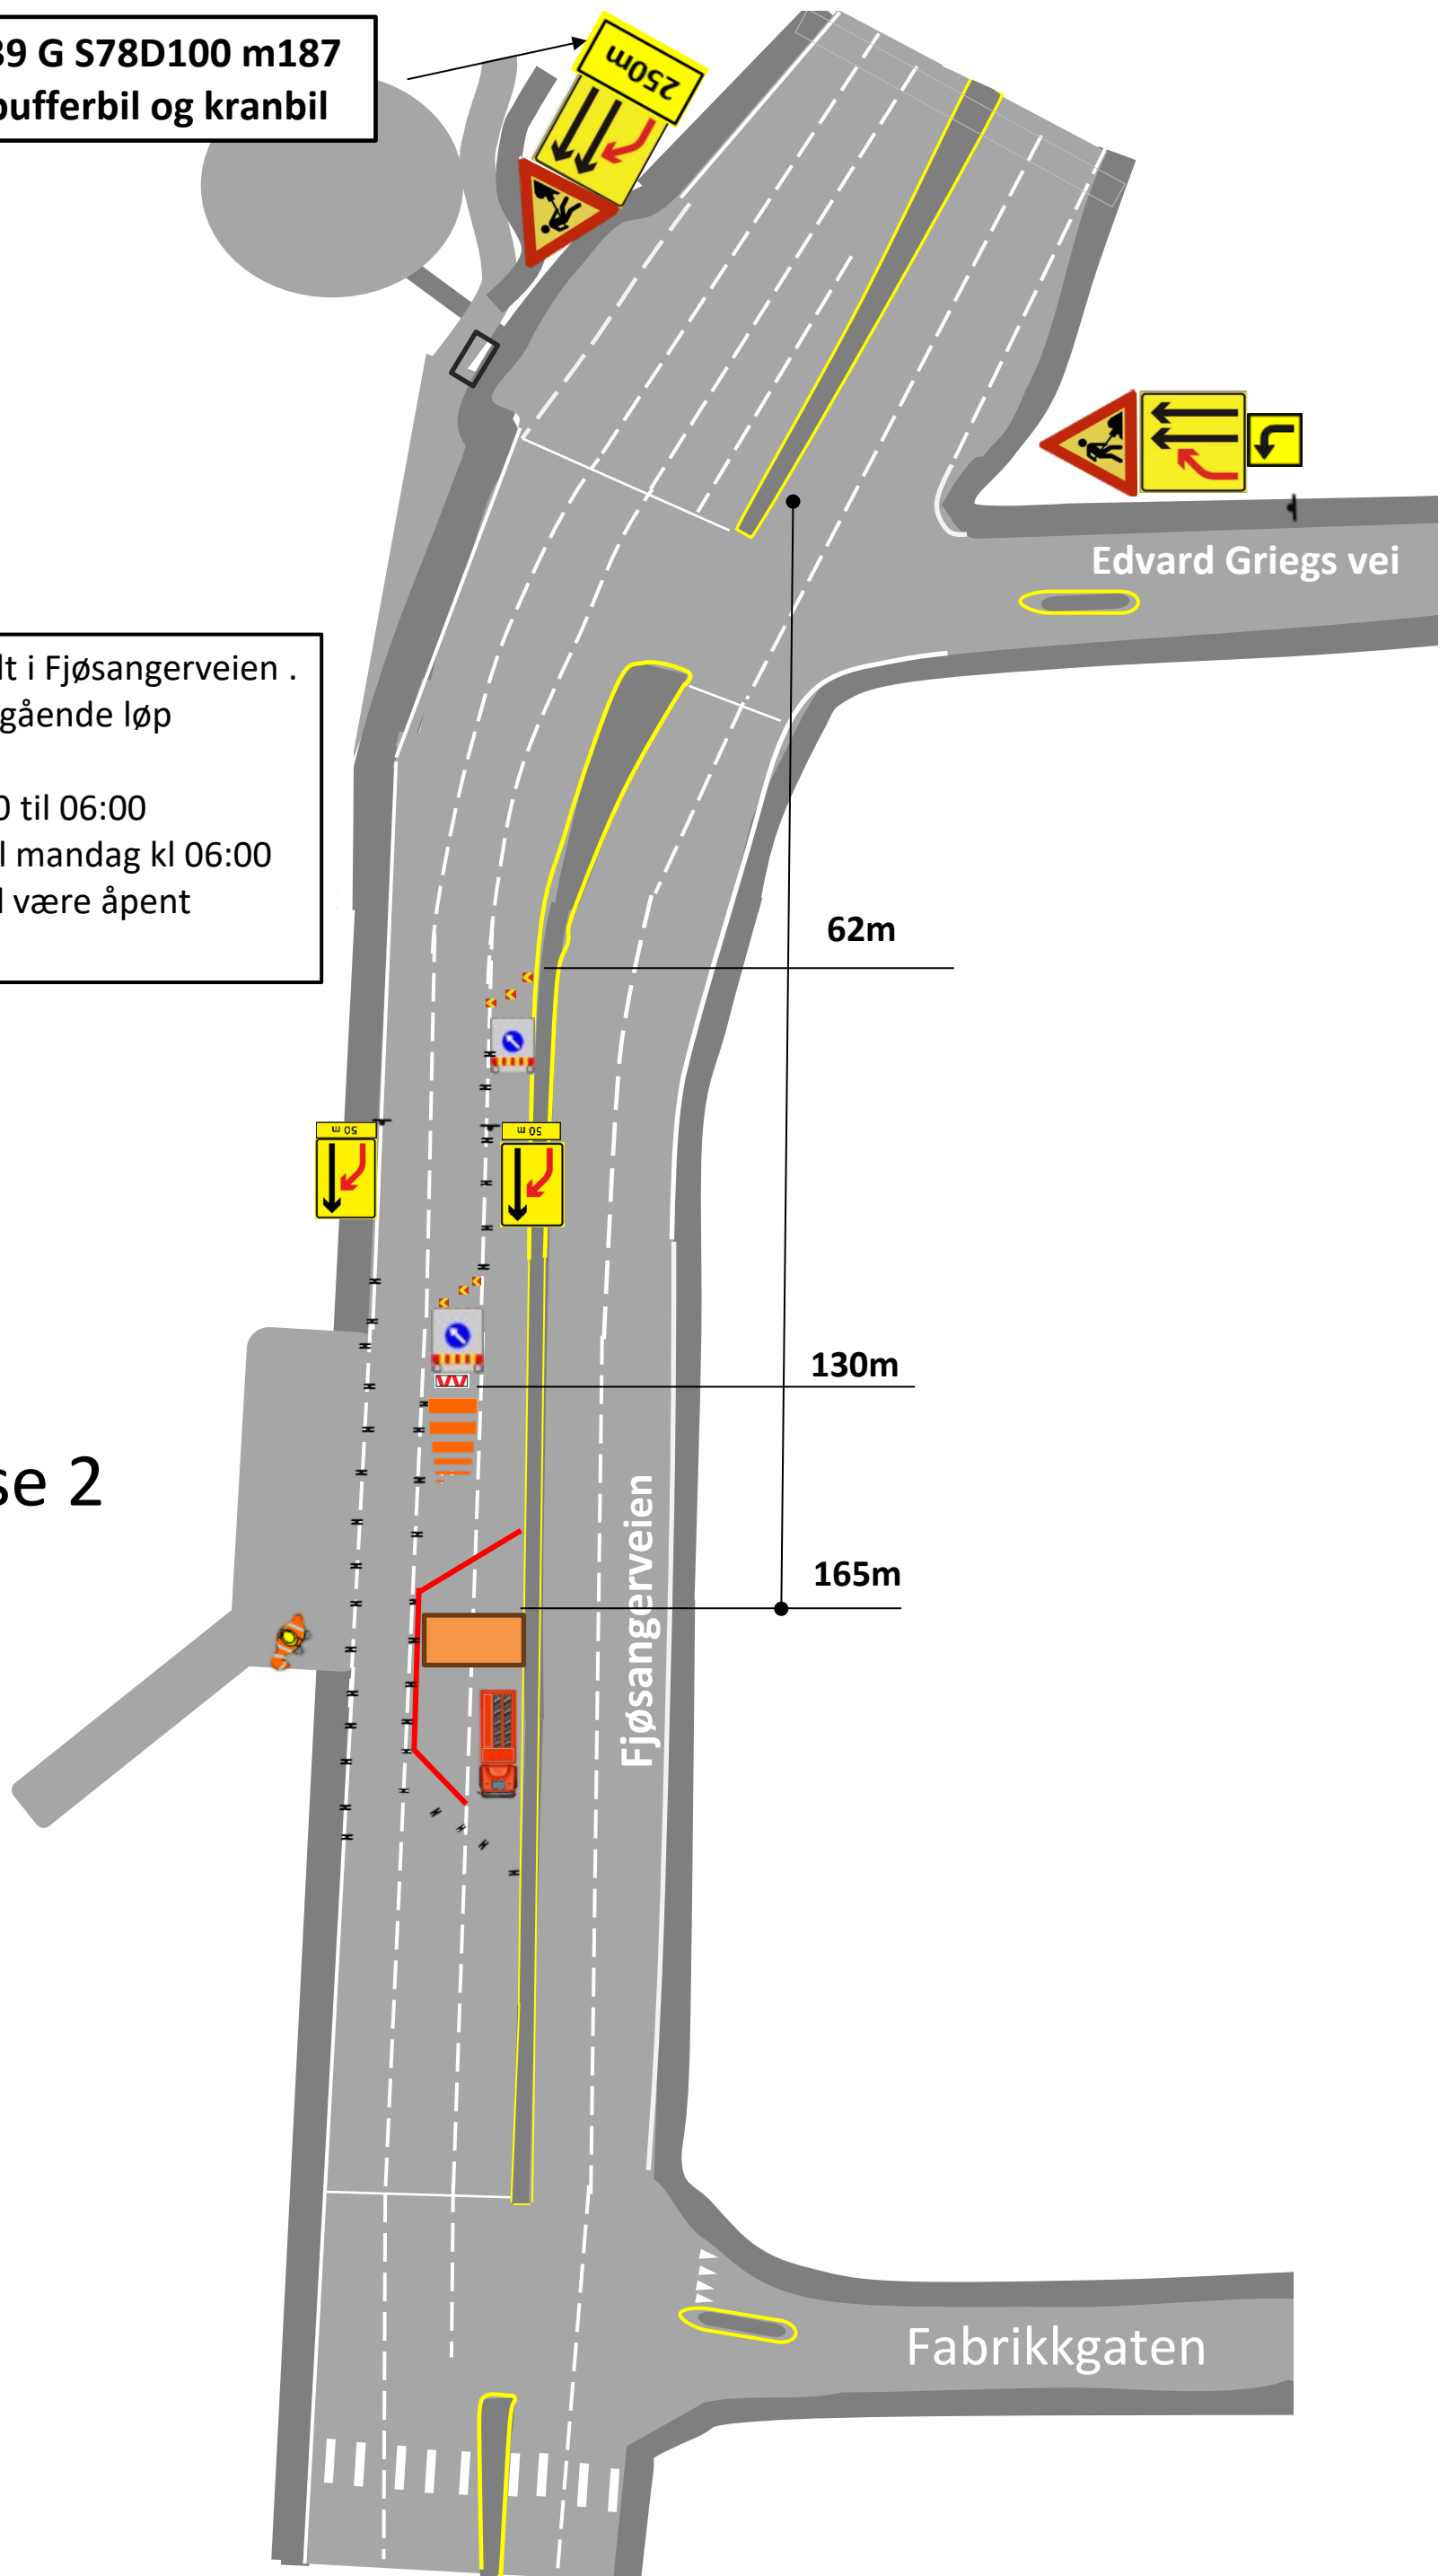 39 G S78D100 m187
bufferbil og kranbil
250m
Edvard Griegs vei
lt i Fjøsangerveien .
gående løp
0 til 06:00
l mandag kl 06:00
l være åpent
62m
50 m
50 m
130m
se 2
Fjøsangerveien
165m
Fabrikkgaten